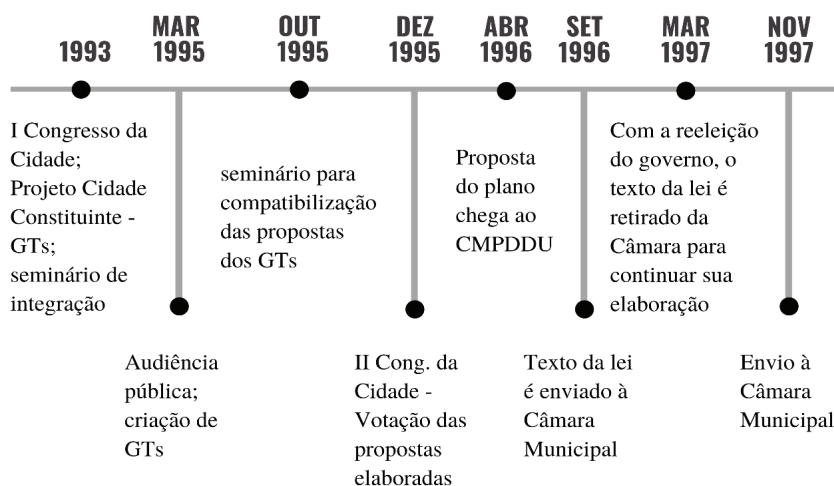 1993
MAR
1995
OUT
1995
DEZ
1995
ABR
1996
SET
1996
MAR
1997
NOV
1997
I Congresso da
Cidade;
Projeto Cidade
Constituinte -
GTs;
seminário de
integração
Audiência
pública;
criação de
GTs
seminário para
compatibilização
das propostas
dos GTs
II Cong. da
Cidade -
Votação das
propostas
elaboradas
Proposta
do plano
chega ao
CMPDDU
Texto da lei
é enviado à
Câmara
Municipal
Com a reeleição
do governo, o
texto da lei é
retirado da
Câmara para
continuar sua
elaboração
Envio à
Câmara
Municipal